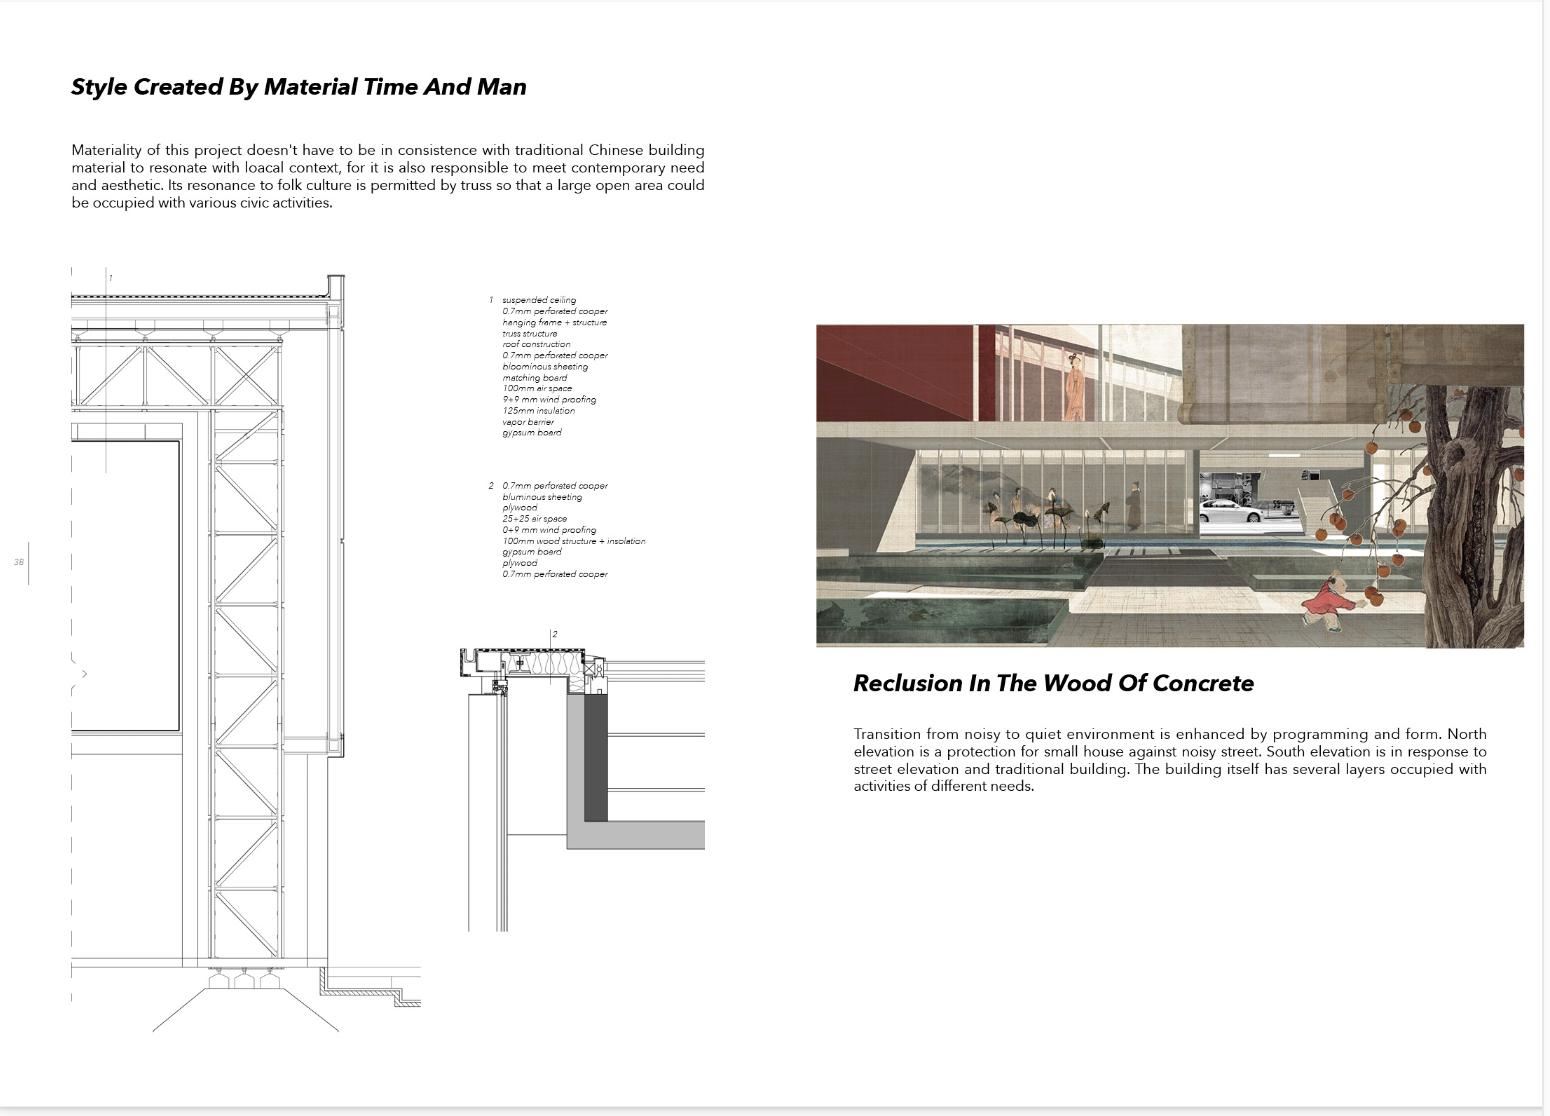 Style Created By Material Time And Man
Materiality of this project doesn't have to be in consistence with traditional Chinese building
material to resonate with loacal context, for it is also responsible to meet contemporary need
and aesthetic. Its resonance to folk culture is permitted by truss so that a large open area could
be occupied with various civic activities.
1
1 suspended ceiling
0.7mm perforated cooper
hanging frame + structure
truss structure
roof construction
0.7mm perforated cooper
bloominous sheeting
matching board
100mm air space
9+9 mm wind proofing
125mm insulation
vapor barrier
gypsum board
2 0.7mm perforated cooper
bluminous sheeting
plywood
25+25 air space
0+9 mm wind proofing
100mm wood structure + insolation
gypsum board
plywood
0.7mm perforated cooper
38
2
Reclusion In The Wood Of Concrete
Transition from noisy to quiet environment is enhanced by programming and form. North
elevation is a protection for small house against noisy street. South elevation is in response to
street elevation and traditional building. The building itself has several layers occupied with
activities of different needs.